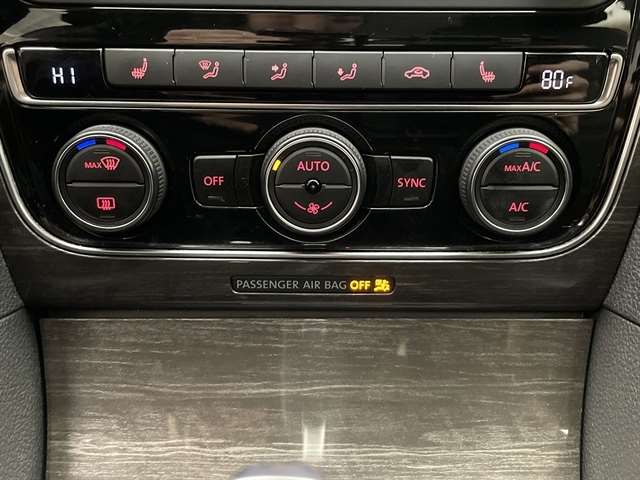 HI
80F
MAX
AUTO
MAX A/C
OFF
SYNC
A/C
PASSENGER AIR BAG OFF